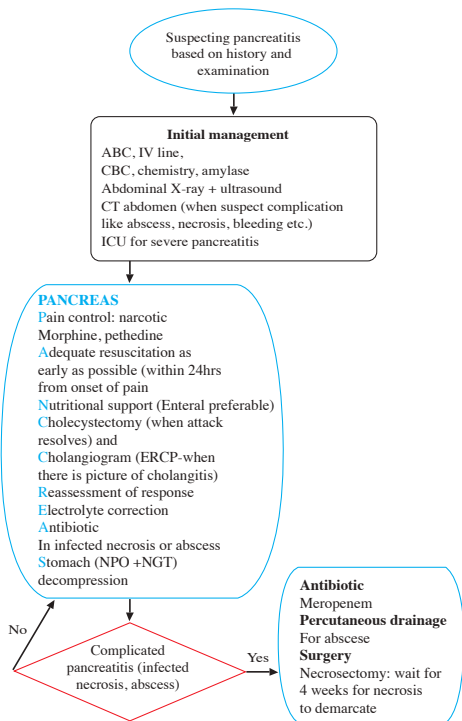 Suspecting pancreatitis
based on history and
examination
Initial management
ABC, IV line,
CBC, chemistry, amylase
Abdominal X-ray + ultrasound
CT abdomen (when suspect complication
like abscess, necrosis, bleeding etc.)
ICU for severe pancreatitis
PANCREAS
Pain control: narcotic
Morphine, pethedine
Adequate resuscitation as
early as possible (within 24hrs
from onset of pain
Nutritional support (Enteral preferable)
Cholecystectomy (when attack
resolves) and
Cholangiogram (ERCP-when
there is picture of cholangitis)
Reassessment of response
Electrolyte correction
Antibiotic
In infected necrosis or abscess
Stomach (NPO +NGT)
decompression
No
Complicated
pancreatitis (infected
necrosis, abscess)
Yes
Antibiotic
Meropenem
Percutaneous drainage
For abscese
Surgery
Necrosectomy: wait for
4 weeks for necrosis
to demarcate